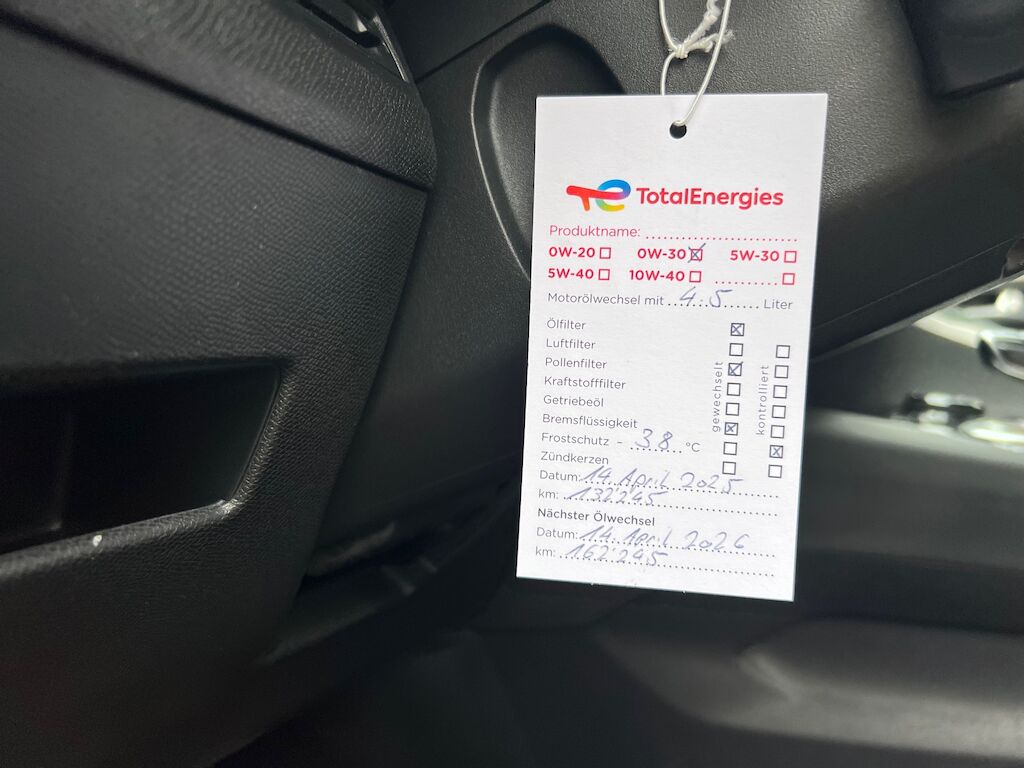 TotalEnergies
Produktname:
0W-20 ☐ 0W-30 ☒ 5W-30 ☐
5W-40 ☐ 10W-40 ☐ .......... ☐
Motorölwechsel mit 4.5 Liter
Ölfilter
Luftfilter
Pollenfilter
Kraftstofffilter
Getriebeöl
Bremsflüssigkeit
Frostschutz - 38 °C
Zündkerzen
gewechselt
kontrolliert
Datum: 14. April 2025
km: 132'295
Nächster Ölwechsel
Datum: 14. April 2026
km: 162'295